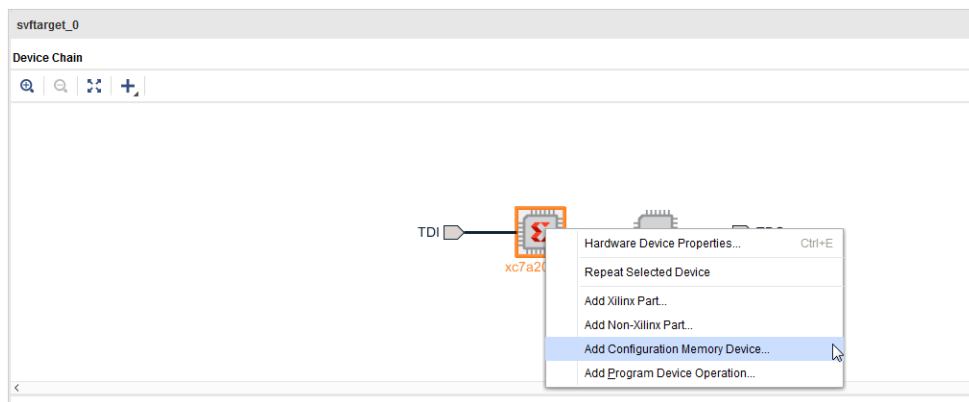 svftarget_0
Device Chain
TDI
xc7a20
Hardware Device Properties... Ctrl+E
Repeat Selected Device
Add Xilinx Part...
Add Non-Xilinx Part...
Add Configuration Memory Device...
Add Program Device Operation...